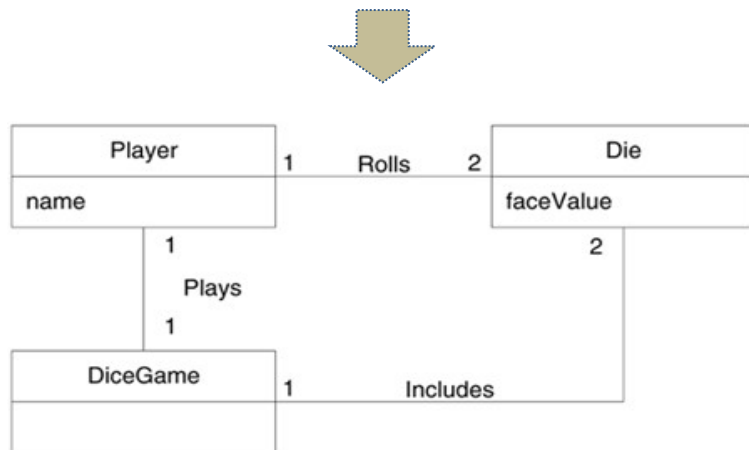 Player
Die
1
Rolls
2
name
faceValue
1
2
Plays
1
DiceGame
1
Includes